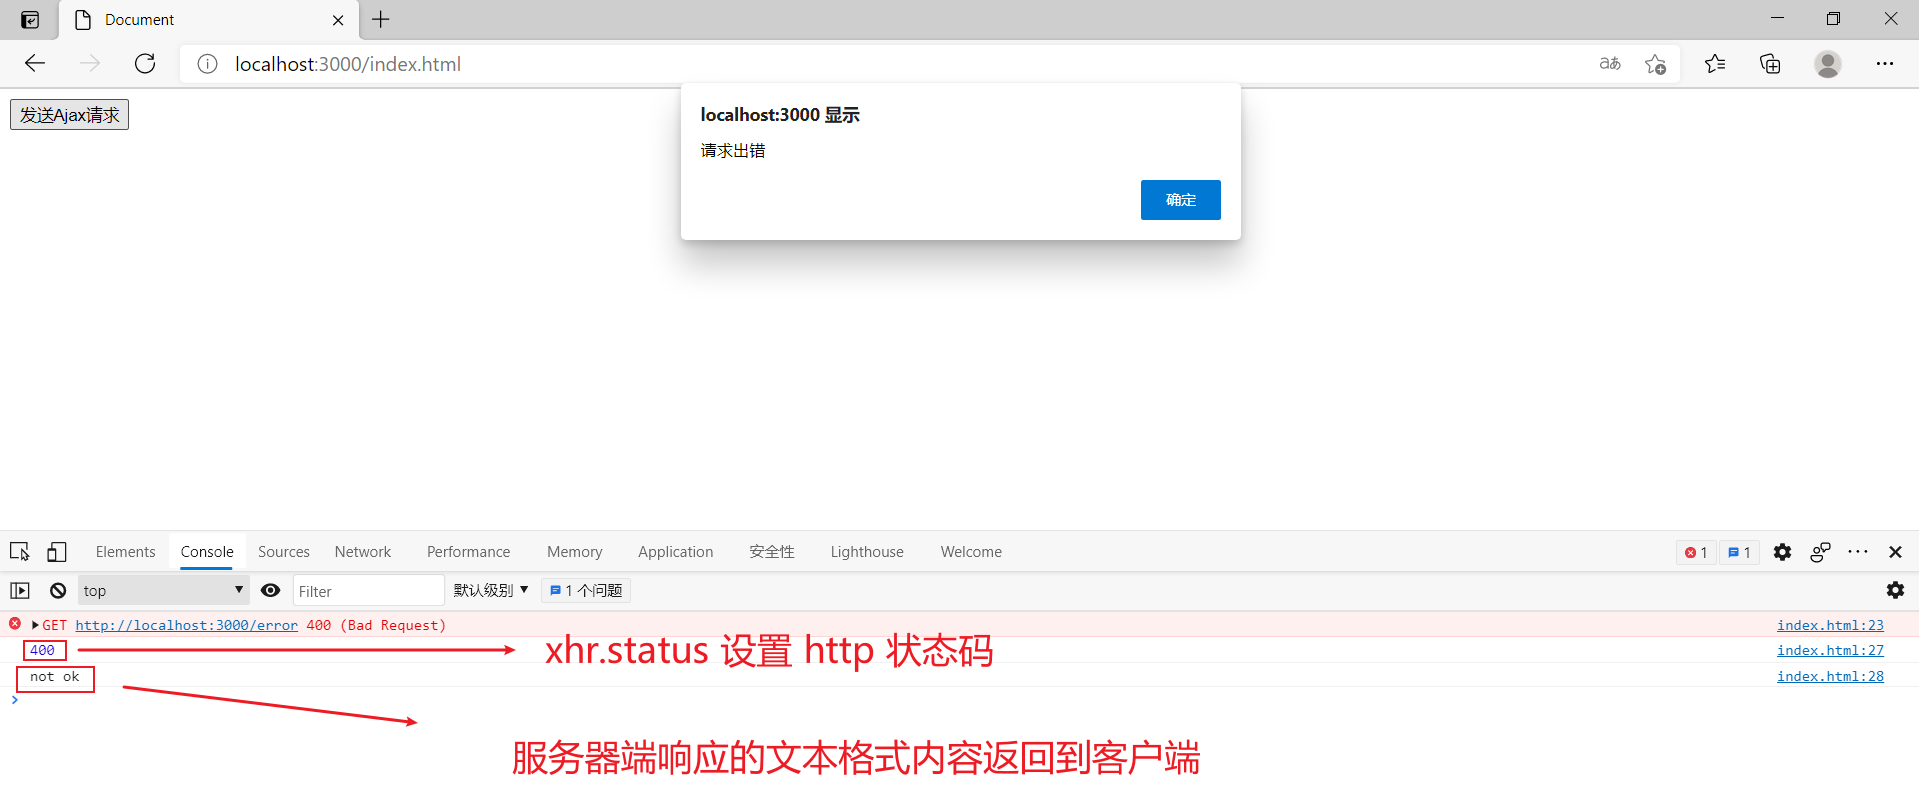 Document
localhost:3000/index.html
aあ
发送Ajax请求
localhost:3000 显示
请求出错
确定
Elements Console Sources Network Performance Memory Application 安全性 Lighthouse Welcome 1 1
top Filter 默认级别 1 个问题
GET http://localhost:3000/error 400 (Bad Request) index.html:23
400 xhr.status 设置 http 状态码 index.html:27
not ok index.html:28
服务器端响应的文本格式内容返回到客户端